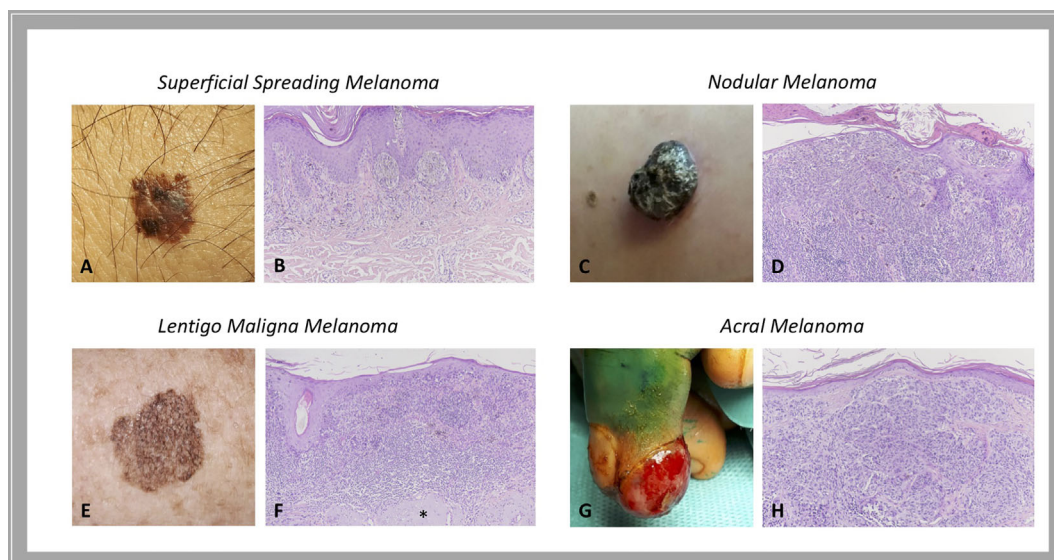 Superficial Spreading Melanoma
Nodular Melanoma
A
B
C
D
Lentigo Maligna Melanoma
Acral Melanoma
E
F
*
G
H